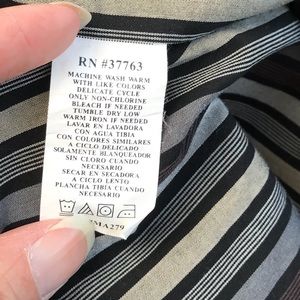 RN #37763
MACHINE WASH WARM
WITH LIKE COLORS
DELICATE CYCLE
ONLY NON-CHLORINE
BLEACH IF NEEDED
TUMBLE DRY LOW
WARM IRON IF NEEDED
LAVAR EN LAVADORA
CON AGUA TIBIA
CON COLORES SIMILARES
A CICLO DELICADO
SOLAMENTE BLANQUEADOR
SIN CLORO CUANDO
NECESARIO
SECAR EN SECADORA
A CICLO LENTO
PLANCHA TIBIA CUANDO
NECESARIO